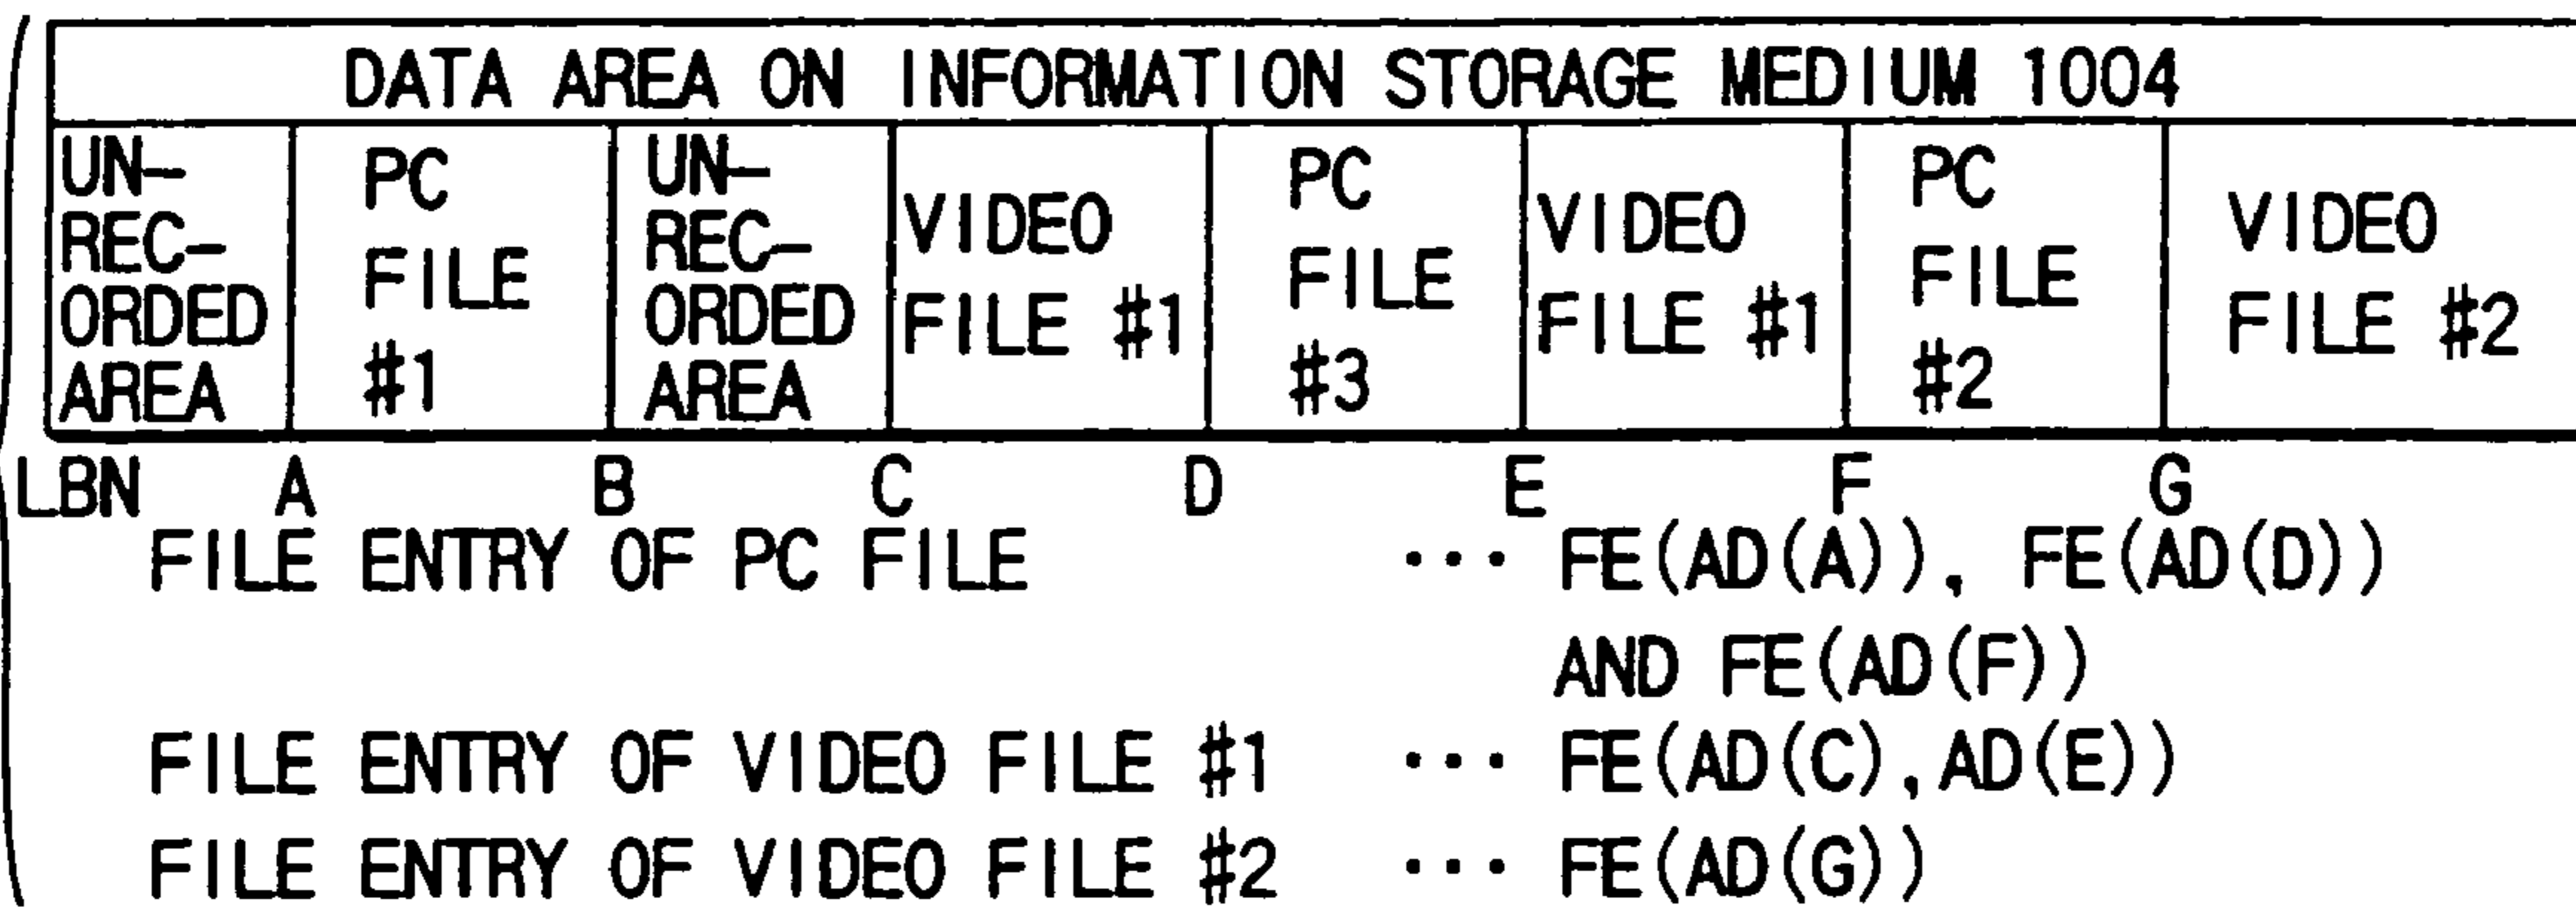 DATA AREA ON INFORMATION STORAGE MEDIUM 1004
UN-
REC-
ORDED
AREA
PC
FILE
#1
UN-
REC-
ORDED
AREA
VIDEO
FILE #1
PC
FILE
#3
VIDEO
FILE #1
PC
FILE
#2
VIDEO
FILE #2
LBN A B C D E F G
FILE ENTRY OF PC FILE ··· FE(AD(A)), FE(AD(D))
AND FE(AD(F))
FILE ENTRY OF VIDEO FILE #1 ··· FE(AD(C),AD(E))
FILE ENTRY OF VIDEO FILE #2 ··· FE(AD(G))